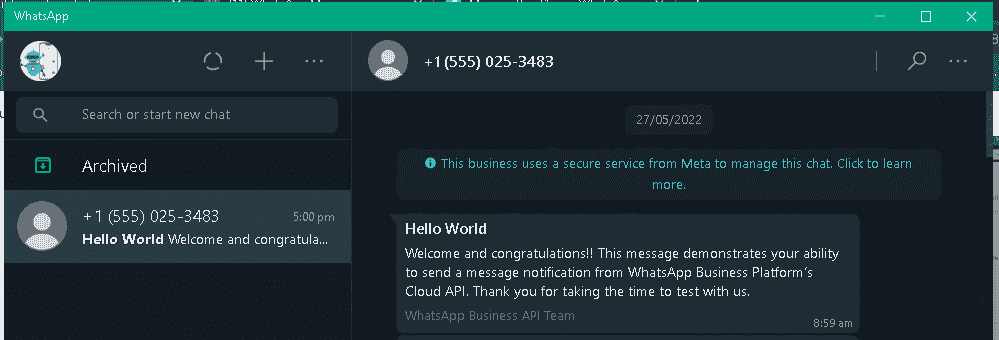 WhatsApp
+1 (555) 025-3483
Search or start new chat
Archived
+1 (555) 025-3483
5:00 pm
Hello World Welcome and congratula...
27/05/2022
This business uses a secure service from Meta to manage this chat. Click to learn
more.
Hello World
Welcome and congratulations!! This message demonstrates your ability
to send a message notification from WhatsApp Business Platform's
Cloud API. Thank you for taking the time to test with us.
WhatsApp Business API Team
8:59 am